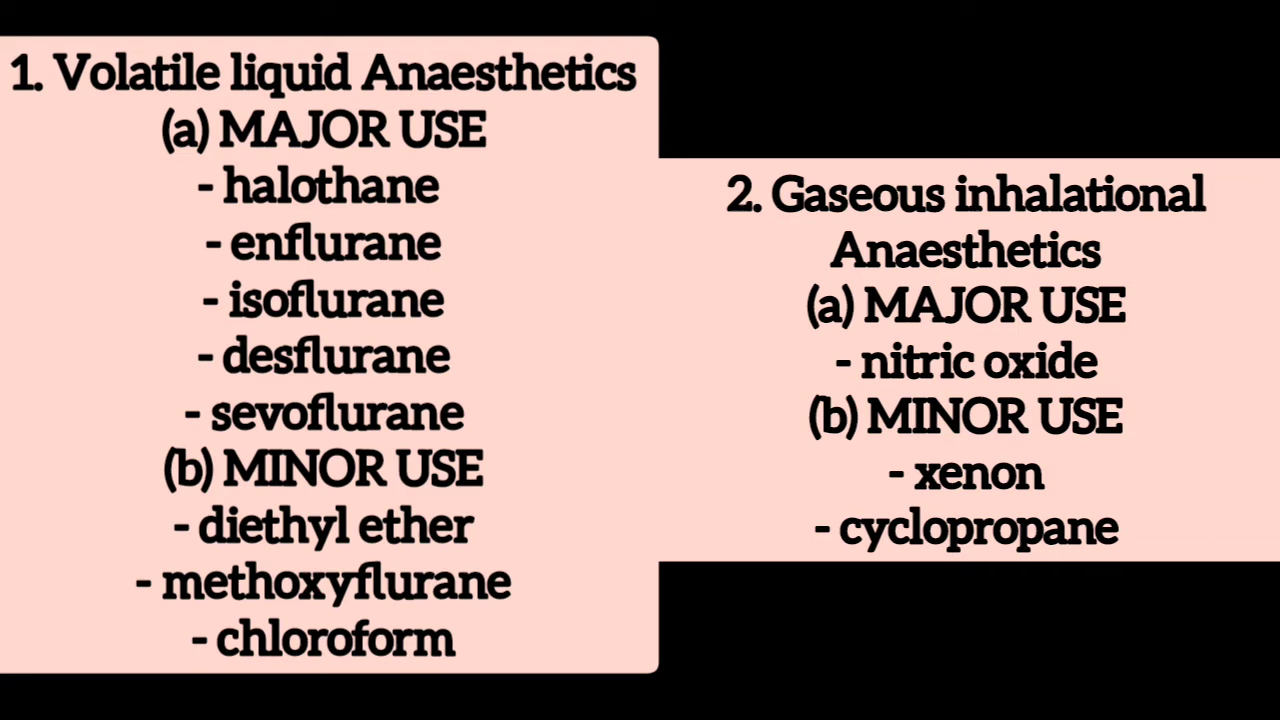 1. Volatile liquid Anaesthetics
(a) MAJOR USE
- halothane
- enflurane
- isoflurane
- desflurane
- sevoflurane
(b) MINOR USE
- diethyl ether
- methoxyflurane
- chloroform
2. Gaseous inhalational
Anaesthetics
(a) MAJOR USE
- nitric oxide
(b) MINOR USE
- xenon
- cyclopropane